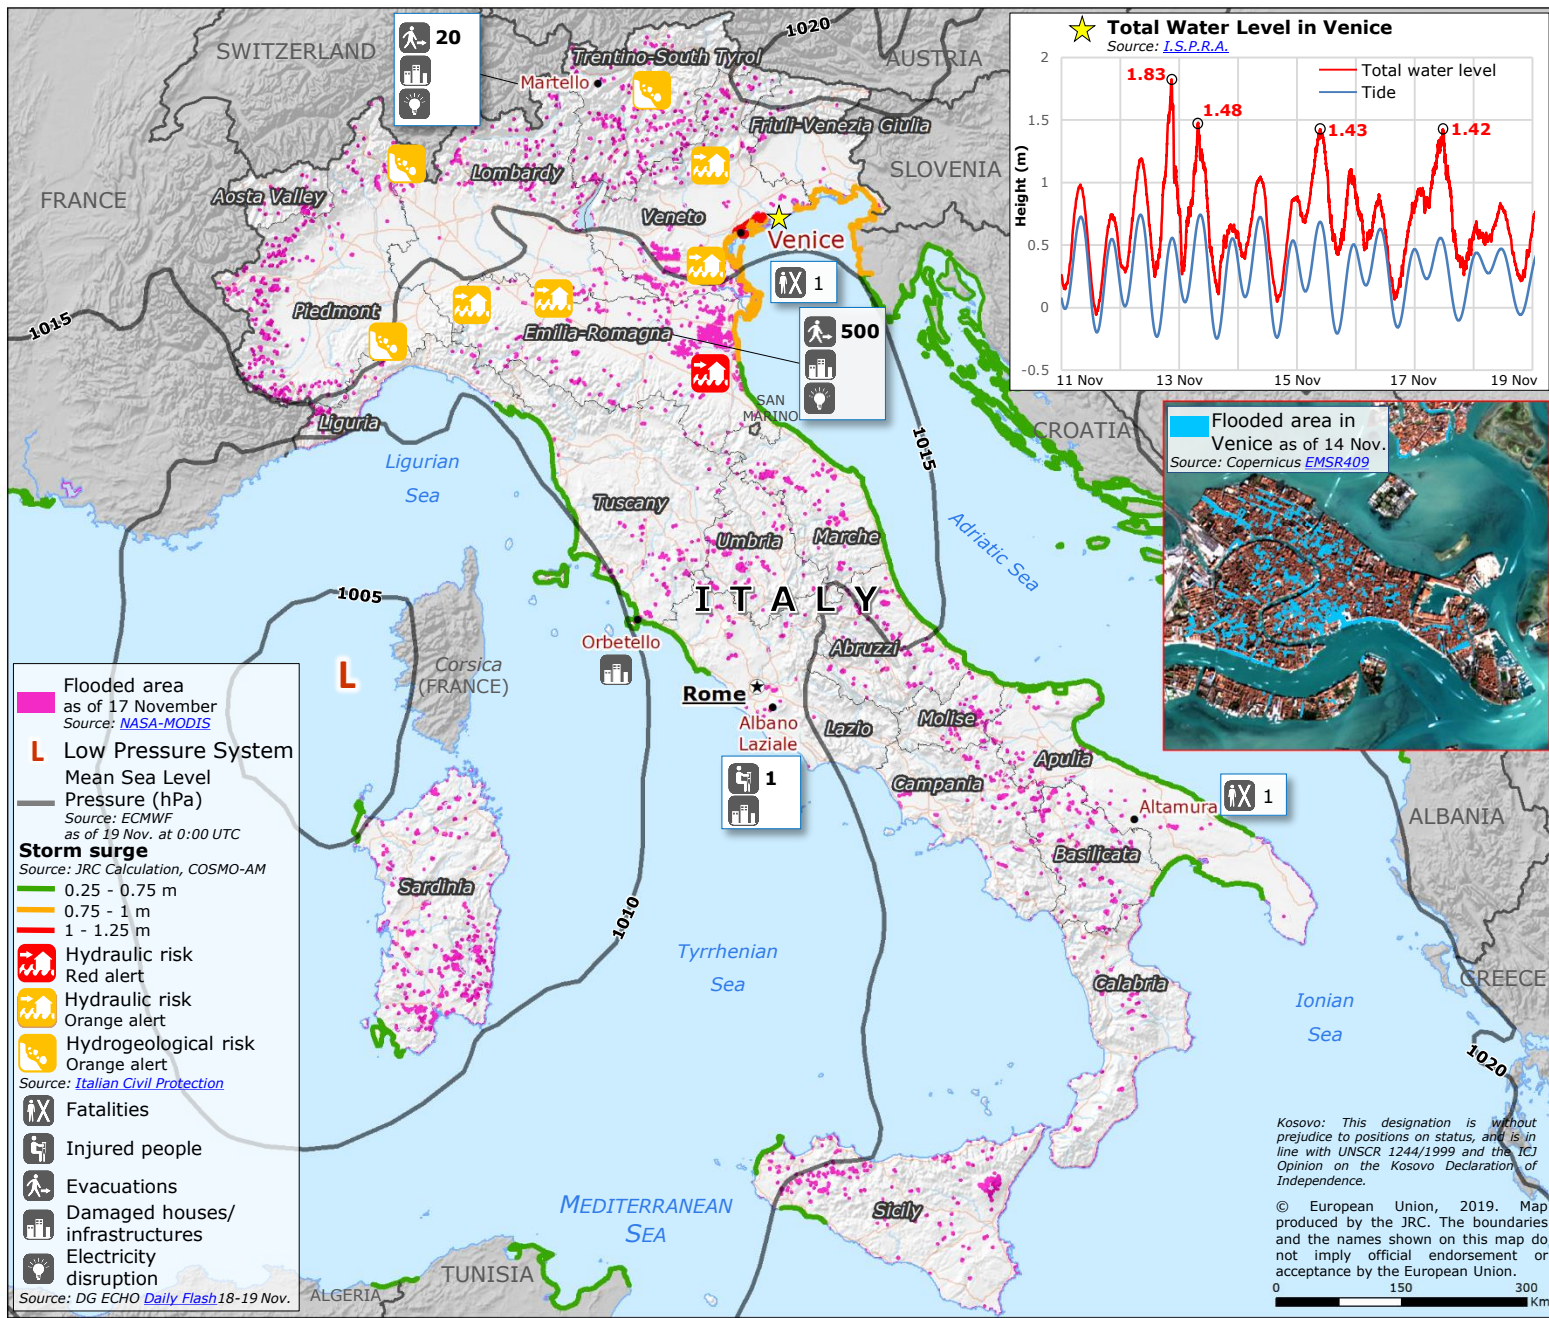 SWITZERLAND
20
Martello
Trentino-South Tyrol
1020
AUSTRIA
Friuli-Venezia Giulia
SLOVENIA
FRANCE
Aosta Valley
Lombardy
Veneto
Venice
1
Piedmont
1015
Emilia-Romagna
500
SAN
MARINO
Liguria
CROATIA
1015
Ligurian
Sea
Tuscany
Umbria
Marche
Adriatic Sea
ITALY
1005
L
Corsica
(FRANCE)
Orbetello
Abruzzi
Rome
Albano
Laziale
1
Lazio
Molise
Campania
Apulia
Altamura
1
Basilicata
ALBANIA
Sardinia
1010
Tyrrhenian
Sea
Calabria
Ionian
Sea
GREECE
1020
MEDITERRANEAN
SEA
Sicily
TUNISIA
ALGERIA
Total Water Level in Venice
Source: I.S.P.R.A.
Total water level
Tide
Height (m)
2
1.5
1
0.5
0
-0.5
1.83
1.48
1.43
1.42
11 Nov
13 Nov
15 Nov
17 Nov
19 Nov
Flooded area in
Venice as of 14 Nov.
Source: Copernicus EMSR409
Flooded area
as of 17 November
Source: NASA-MODIS
L Low Pressure System
Mean Sea Level
Pressure (hPa)
Source: ECMWF
as of 19 Nov. at 0:00 UTC
Storm surge
Source: JRC Calculation, COSMO-AM
0.25 - 0.75 m
0.75 - 1 m
1 - 1.25 m
Hydraulic risk
Red alert
Hydraulic risk
Orange alert
Hydrogeological risk
Orange alert
Source: Italian Civil Protection
Fatalities
Injured people
Evacuations
Damaged houses/
infrastructures
Electricity
disruption
Source: DG ECHO Daily Flash 18-19 Nov.
Kosovo: This designation is without
prejudice to positions on status, and is in
line with UNSCR 1244/1999 and the ICJ
Opinion on the Kosovo Declaration of
Independence.
© European Union, 2019. Map
produced by the JRC. The boundaries
and the names shown on this map do
not imply official endorsement or
acceptance by the European Union.
0 150 300
Km